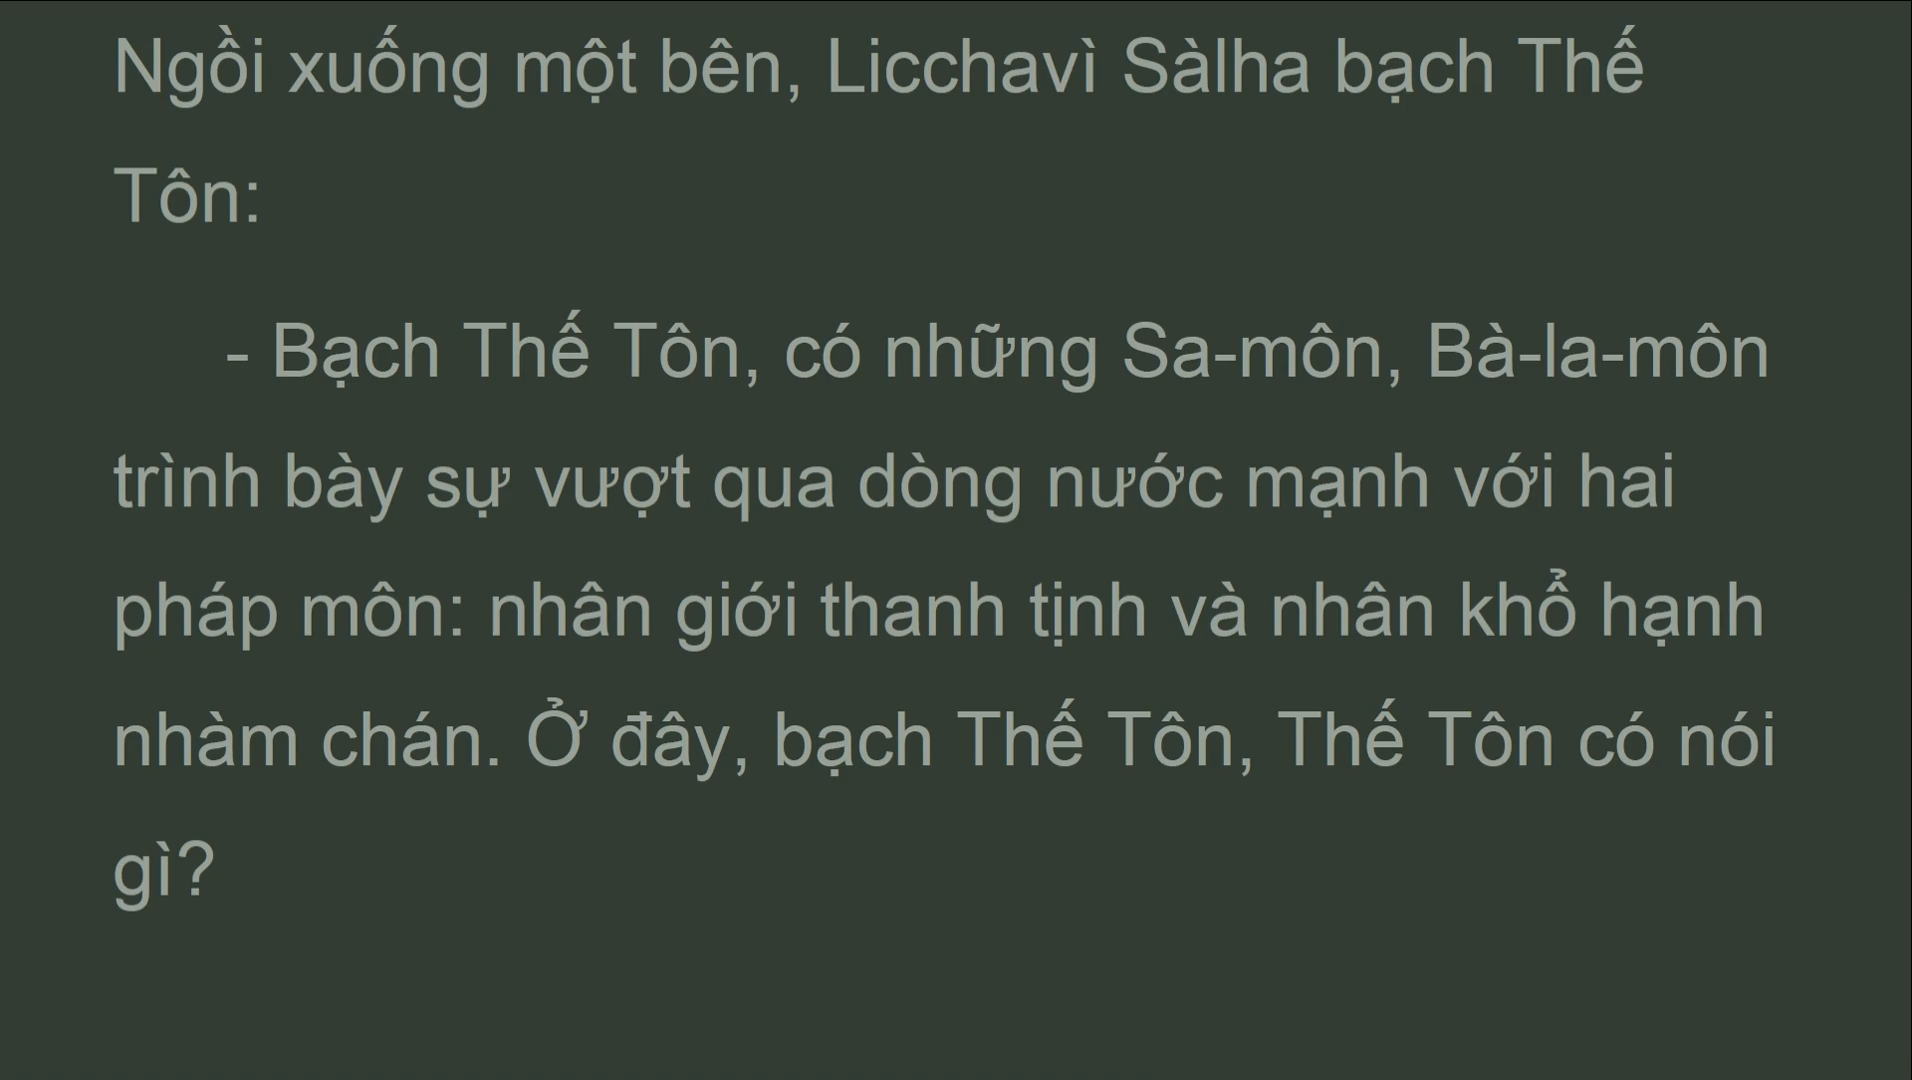 Ngồi xuống một bên, Licchavì Sàlha bạch Thế
Tôn:
- Bạch Thế Tôn, có những Sa-môn, Bà-la-môn
trình bày sự vượt qua dòng nước mạnh với hai
pháp môn: nhân giới thanh tịnh và nhân khổ hạnh
nhàm chán. Ở đây, bạch Thế Tôn, Thế Tôn có nói
gì?